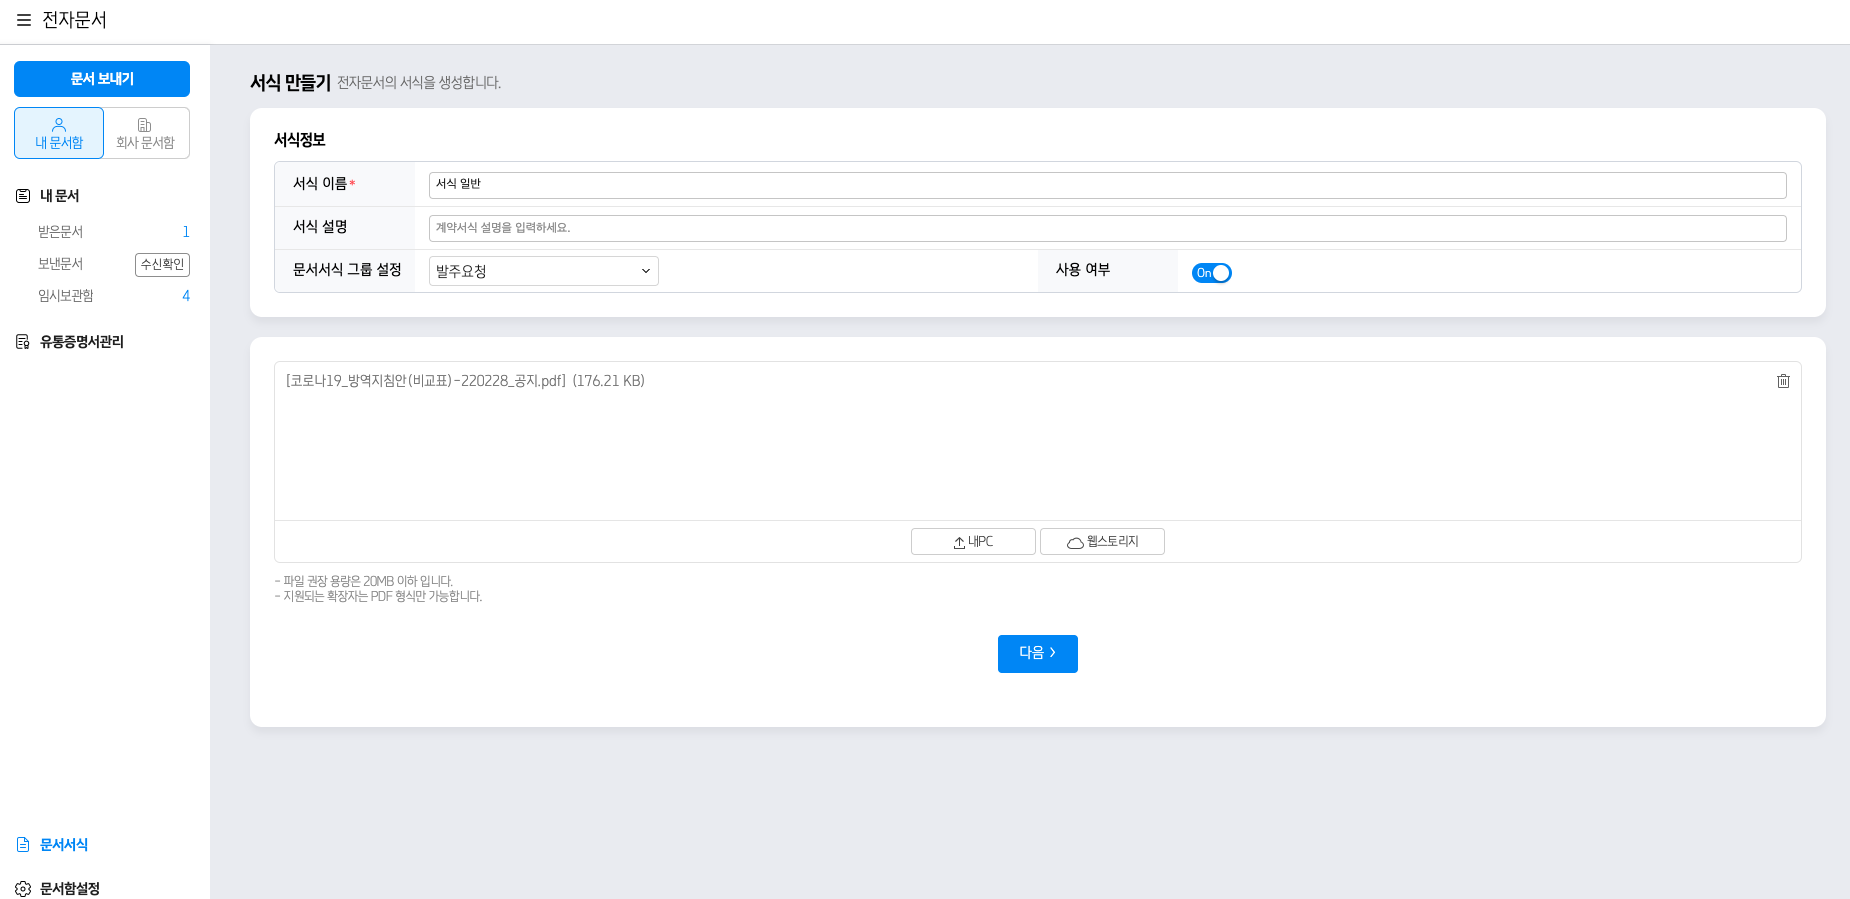 전자문서
문서 보내기
내 문서함
회사 문서함
내 문서
받은문서 1
보낸문서 수신확인
임시보관함 4
유통증명서관리
문서서식
문서함설정
서식 만들기 전자문서의 서식을 생성합니다.
서식정보
서식 이름* 서식 일반
서식 설명 계약서식 설명을 입력하세요.
문서서식 그룹 설정 발주요청 사용 여부 On
[코로나19_방역지침안(비교표)-220228_공지.pdf] (176.21 KB)
내PC 웹스토리지
- 파일 권장 용량은 20MB 이하 입니다.
- 지원되는 확장자는 PDF 형식만 가능합니다.
다음 >